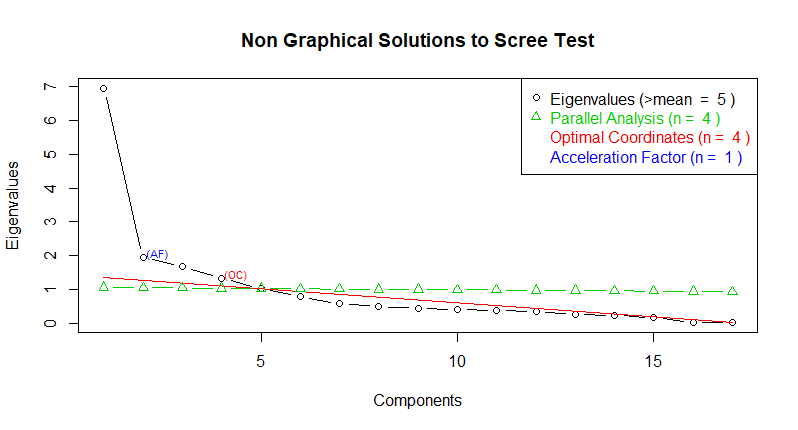 Non Graphical Solutions to Scree Test
Eigenvalues (>mean = 5 )
Parallel Analysis (n = 4 )
Optimal Coordinates (n = 4 )
Acceleration Factor (n = 1 )
Eigenvalues
7
6
5
4
3
2
1
0
(AF)
(OC)
5
10
15
Components